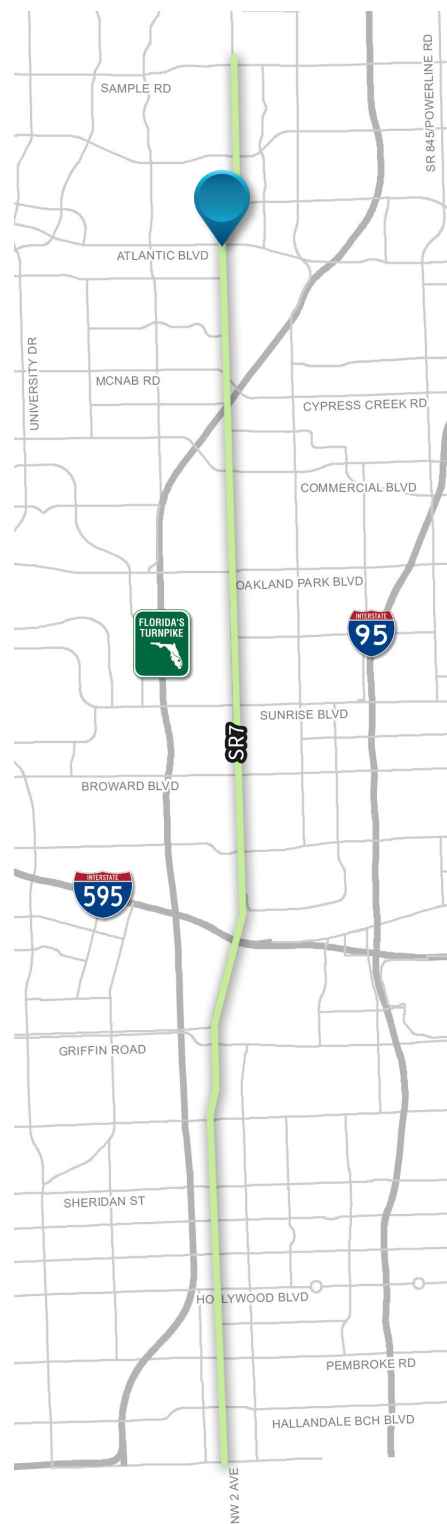 SAMPLE RD
SR 845/POWERLINE RD
ATLANTIC BLVD
UNIVERSITY DR
MCNAB RD
CYPRESS CREEK RD
COMMERCIAL BLVD
OAKLAND PARK BLVD
FLORIDA'S
TURNPIKE
INTERSTATE
95
SUNRISE BLVD
SR7
BROWARD BLVD
INTERSTATE
595
GRIFFIN ROAD
SHERIDAN ST
HOLLYWOOD BLVD
PEMBROKE RD
HALLANDALE BCH BLVD
NW 2 AVE